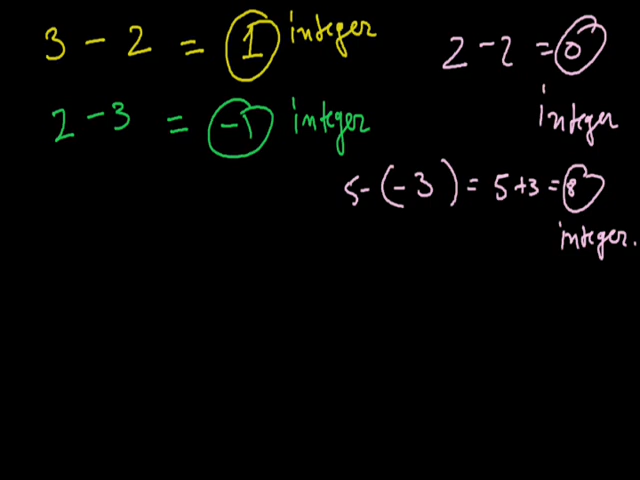 3 - 2 = 1 integer
2 - 3 = -1 integer
2 - 2 = 0
integer
5 - (-3) = 5 + 3 = 8
integer.